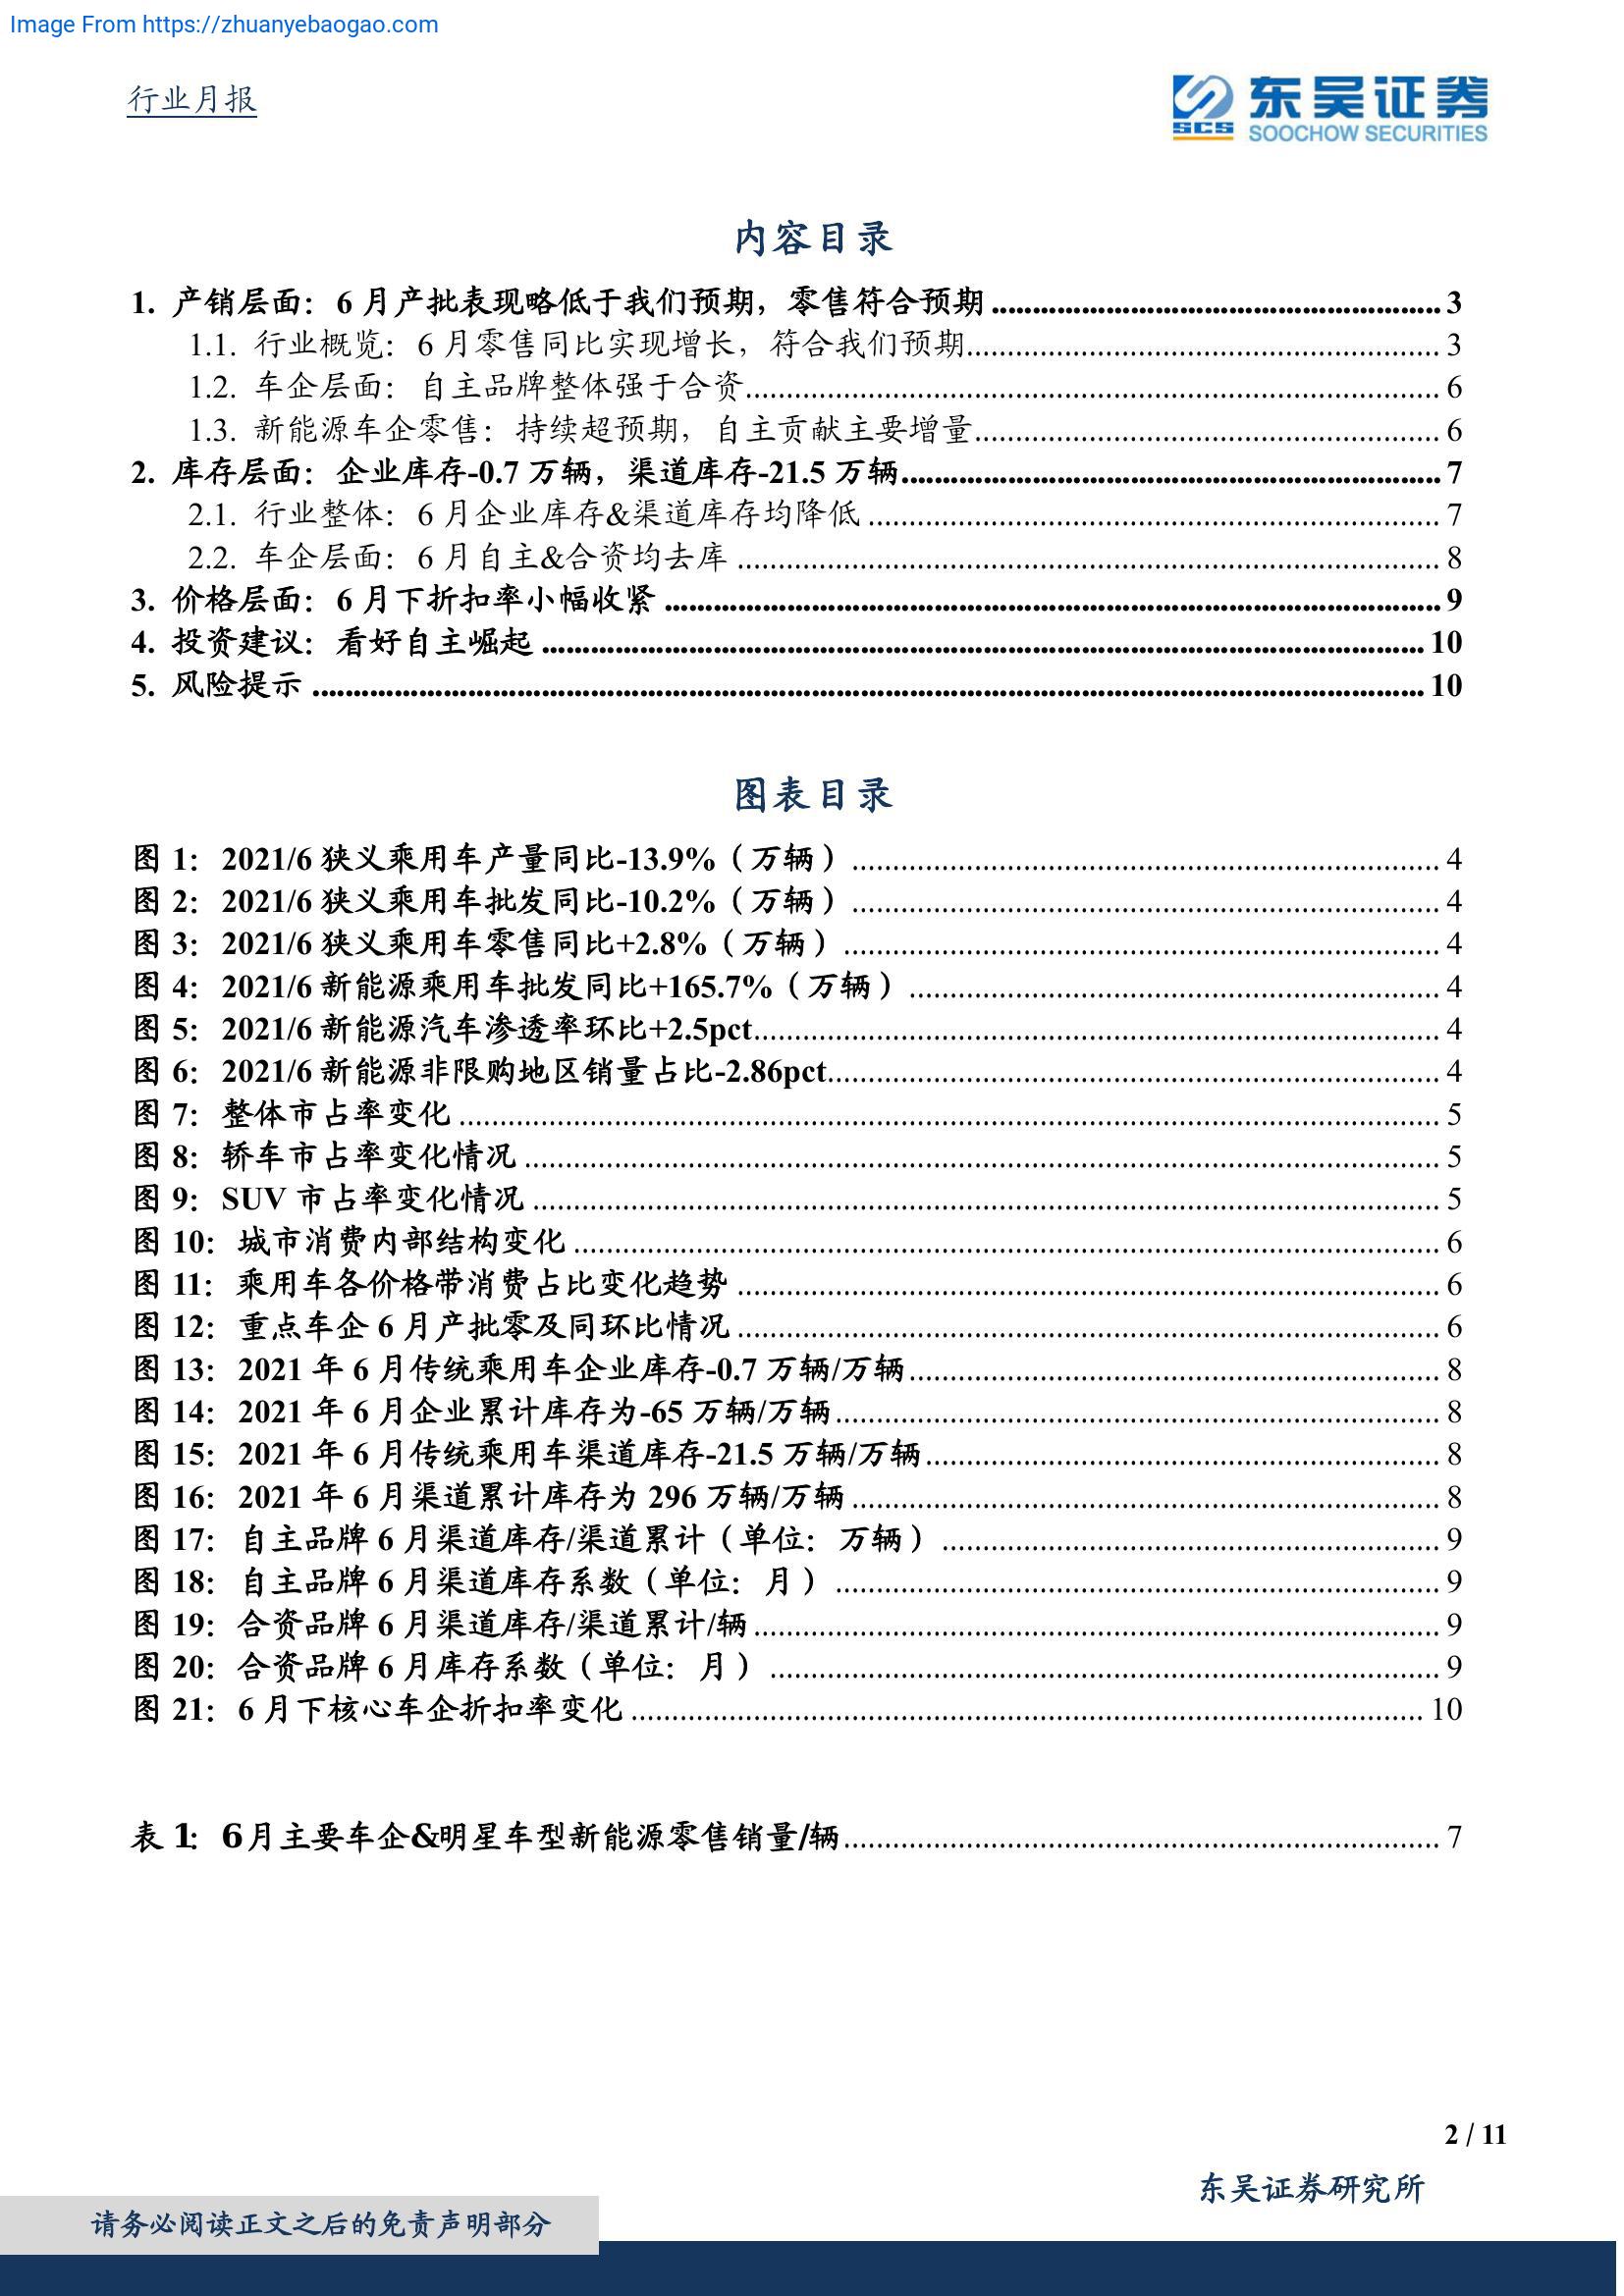 Image From https://zhuanyebaogao.com
行业月报
SCS 东吴证券
SOOCHOW SECURITIES
内容目录
1. 产销层面：6 月产批表现略低于我们预期，零售符合预期 ........ 3
1.1. 行业概览：6 月零售同比实现增长，符合我们预期........ 3
1.2. 车企层面：自主品牌整体强于合资........ 6
1.3. 新能源车企零售：持续超预期，自主贡献主要增量........ 6
2. 库存层面：企业库存-0.7 万辆，渠道库存-21.5 万辆........ 7
2.1. 行业整体：6 月企业库存&渠道库存均降低 ........ 7
2.2. 车企层面：6 月自主&合资均去库 ........ 8
3. 价格层面：6 月下折扣率小幅收紧 ........ 9
4. 投资建议：看好自主崛起 ........ 10
5. 风险提示 ........ 10
图表目录
图 1：2021/6 狭义乘用车产量同比-13.9%（万辆） ........ 4
图 2：2021/6 狭义乘用车批发同比-10.2%（万辆） ........ 4
图 3：2021/6 狭义乘用车零售同比+2.8%（万辆） ........ 4
图 4：2021/6 新能源乘用车批发同比+165.7%（万辆） ........ 4
图 5：2021/6 新能源汽车渗透率环比+2.5pct........ 4
图 6：2021/6 新能源非限购地区销量占比-2.86pct........ 4
图 7：整体市占率变化 ........ 5
图 8：轿车市占率变化情况 ........ 5
图 9：SUV 市占率变化情况 ........ 5
图 10：城市消费内部结构变化 ........ 6
图 11：乘用车各价格带消费占比变化趋势 ........ 6
图 12：重点车企 6 月产批零及同环比情况 ........ 6
图 13：2021 年 6 月传统乘用车企业库存-0.7 万辆/万辆........ 8
图 14：2021 年 6 月企业累计库存为-65 万辆/万辆........ 8
图 15：2021 年 6 月传统乘用车渠道库存-21.5 万辆/万辆........ 8
图 16：2021 年 6 月渠道累计库存为 296 万辆/万辆 ........ 8
图 17：自主品牌 6 月渠道库存/渠道累计（单位：万辆） ........ 9
图 18：自主品牌 6 月渠道库存系数（单位：月） ........ 9
图 19：合资品牌 6 月渠道库存/渠道累计/辆........ 9
图 20：合资品牌 6 月库存系数（单位：月） ........ 9
图 21：6 月下核心车企折扣率变化 ........ 10
表 1：6月主要车企&明星车型新能源零售销量/辆........ 7
2 / 11
东吴证券研究所
请务必阅读正文之后的免责声明部分